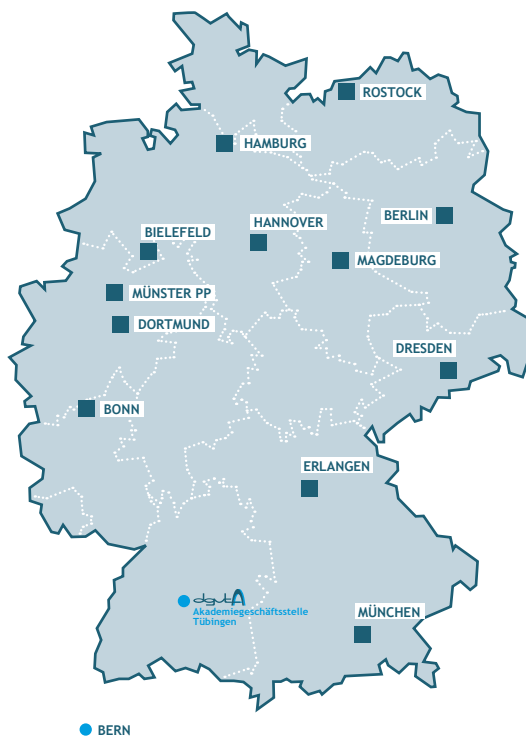 ROSTOCK
HAMBURG
BERLIN
HANNOVER
BIELEFELD
MAGDEBURG
MÜNSTER PP
DORTMUND
DRESDEN
BONN
ERLANGEN
dgvt
Akademiegeschäftsstelle
Tübingen
MÜNCHEN
BERN